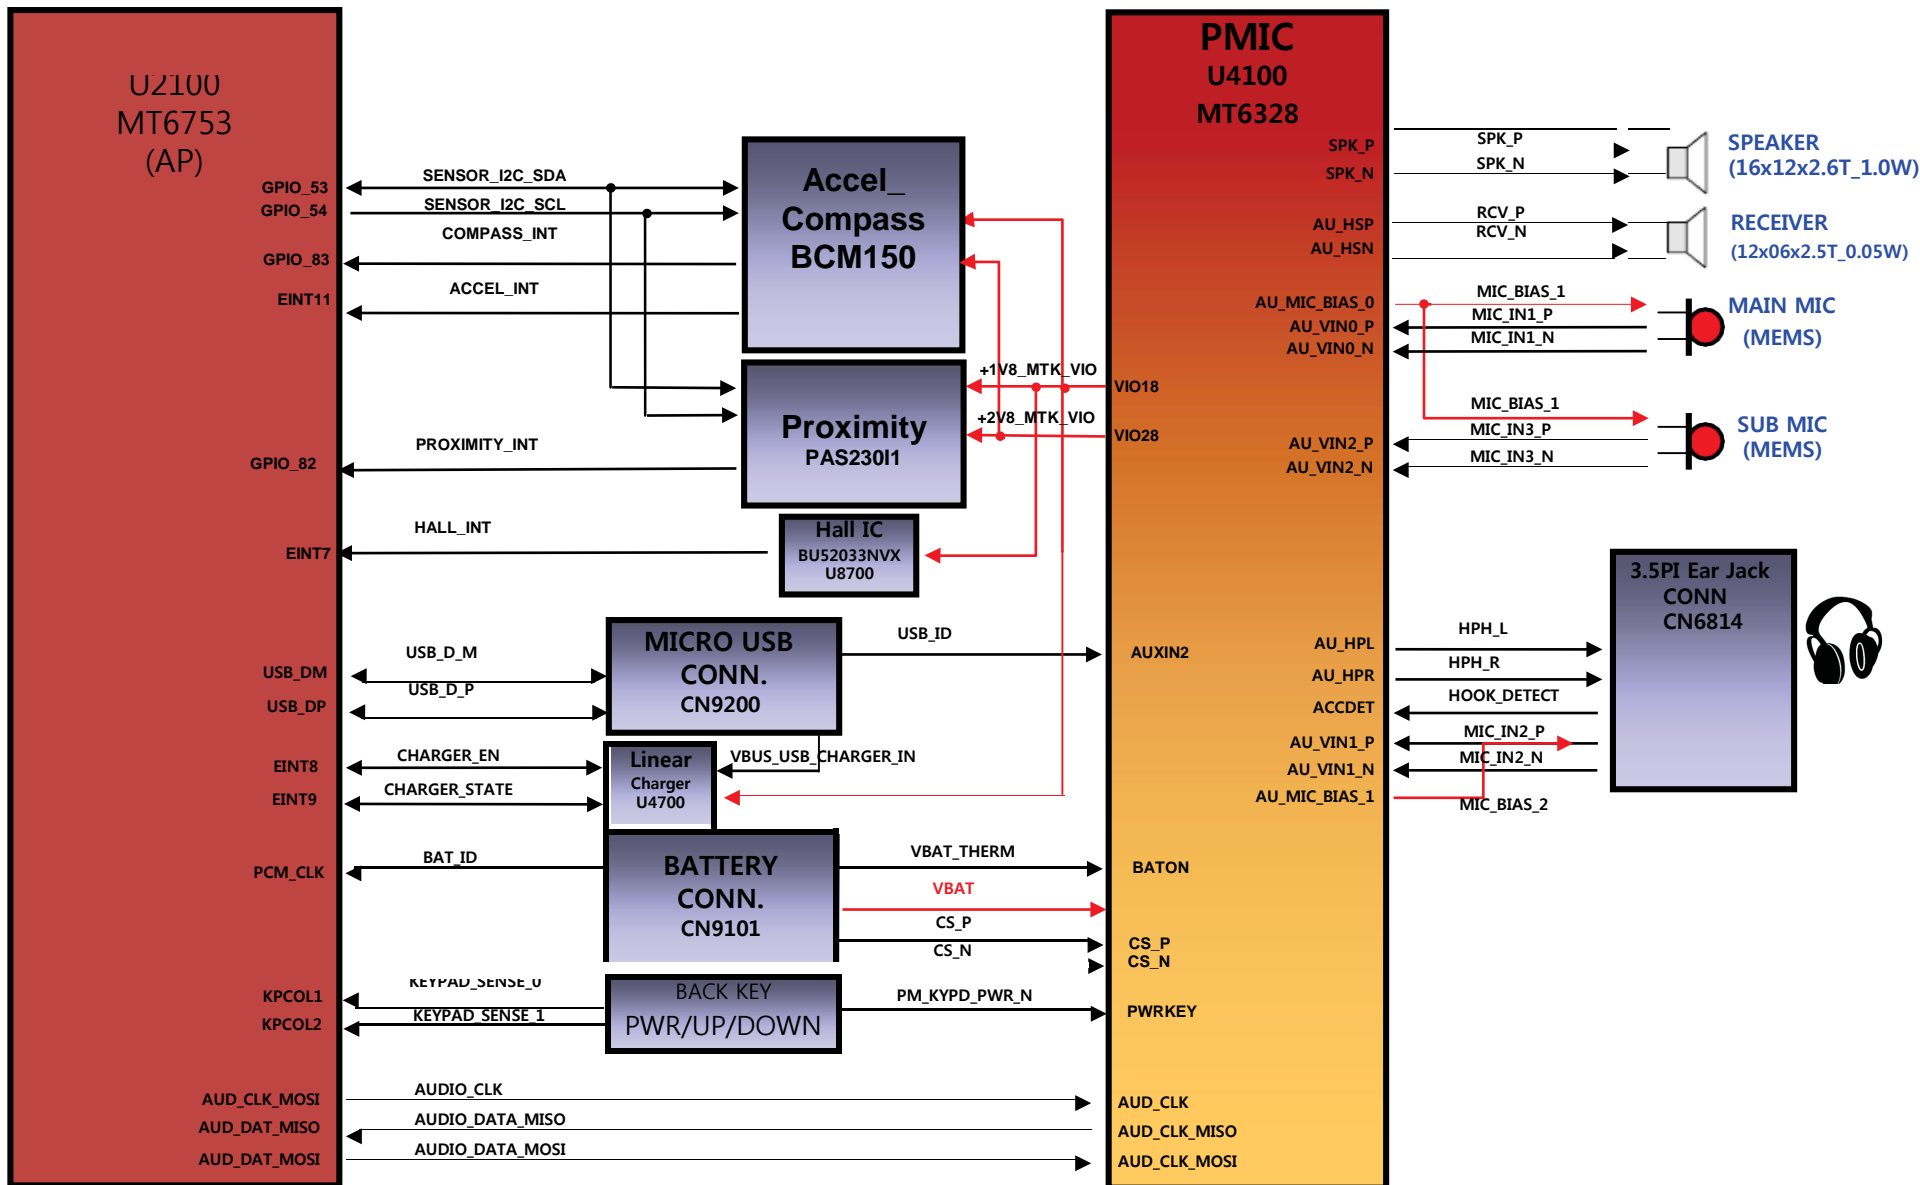 U2100
MT6753
(AP)
GPIO_53
GPIO_54
GPIO_83
EINT11
GPIO_82
EINT7
USB_DM
USB_DP
EINT8
EINT9
PCM_CLK
KPCOL1
KPCOL2
AUD_CLK_MOSI
AUD_DAT_MISO
AUD_DAT_MOSI
SENSOR_I2C_SDA
SENSOR_I2C_SCL
COMPASS_INT
ACCEL_INT
PROXIMITY_INT
HALL_INT
USB_D_M
USB_D_P
CHARGER_EN
CHARGER_STATE
BAT_ID
KEYPAD_SENSE_0
KEYPAD_SENSE_1
AUDIO_CLK
AUDIO_DATA_MISO
AUDIO_DATA_MOSI
Accel_
Compass
BCM150
Proximity
PAS230I1
Hall IC
BU52033NVX
U8700
MICRO USB
CONN.
CN9200
Linear
Charger
U4700
BATTERY
CONN.
CN9101
BACK KEY
PWR/UP/DOWN
+1V8_MTK_VIO
+2V8_MTK_VIO
USB_ID
VBUS_USB_CHARGER_IN
VBAT_THERM
VBAT
CS_P
CS_N
PM_KYPD_PWR_N
PMIC
U4100
MT6328
VIO18
VIO28
AUXIN2
BATON
CS_P
CS_N
PWRKEY
AUD_CLK
AUD_CLK_MISO
AUD_CLK_MOSI
SPK_P
SPK_N
AU_HSP
AU_HSN
AU_MIC_BIAS_0
AU_VIN0_P
AU_VIN0_N
AU_VIN2_P
AU_VIN2_N
AU_HPL
AU_HPR
ACCDET
AU_VIN1_P
AU_VIN1_N
AU_MIC_BIAS_1
SPK_P
SPK_N
RCV_P
RCV_N
MIC_BIAS_1
MIC_IN1_P
MIC_IN1_N
MIC_BIAS_1
MIC_IN3_P
MIC_IN3_N
HPH_L
HPH_R
HOOK_DETECT
MIC_IN2_P
MIC_IN2_N
MIC_BIAS_2
SPEAKER
(16x12x2.6T_1.0W)
RECEIVER
(12x06x2.5T_0.05W)
MAIN MIC
(MEMS)
SUB MIC
(MEMS)
3.5PI Ear Jack
CONN
CN6814